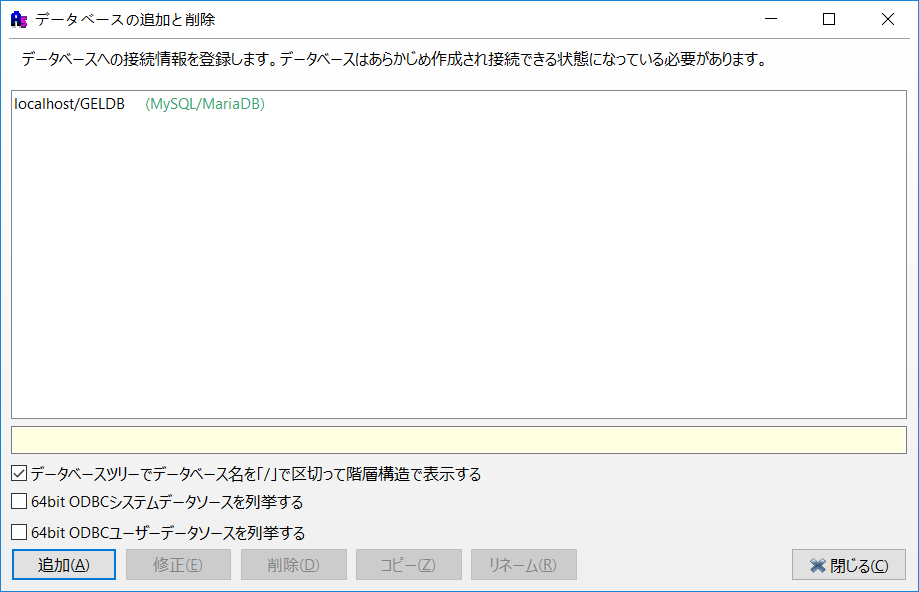 データベースの追加と削除
データベースへの接続情報を登録します。データベースはあらかじめ作成され接続できる状態になっている必要があります。
localhost/GELDB (MySQL/MariaDB)
データベースツリーでデータベース名を「/」で区切って階層構造で表示する
64bit ODBCシステムデータソースを列挙する
64bit ODBCユーザーデータソースを列挙する
追加(A) 修正(E) 削除(D) コピー(Z) リネーム(R) 閉じる(C)